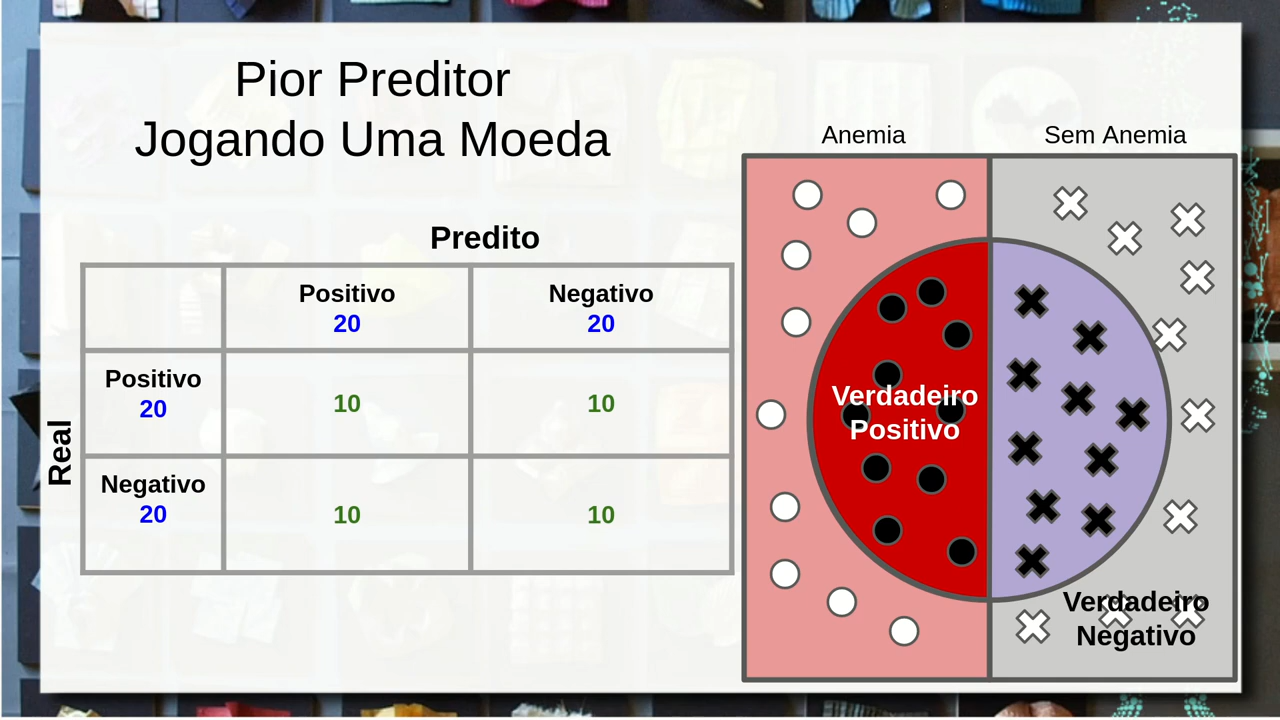 Pior Preditor
Jogando Uma Moeda
Anemia
Sem Anemia
Predito
Positivo
20
Negativo
20
Real
Positivo
20
10
10
Negativo
20
10
10
Verdadeiro
Positivo
Verdadeiro
Negativo